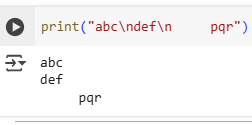 print("abc\ndef\n     pqr")
abc
def
     pqr